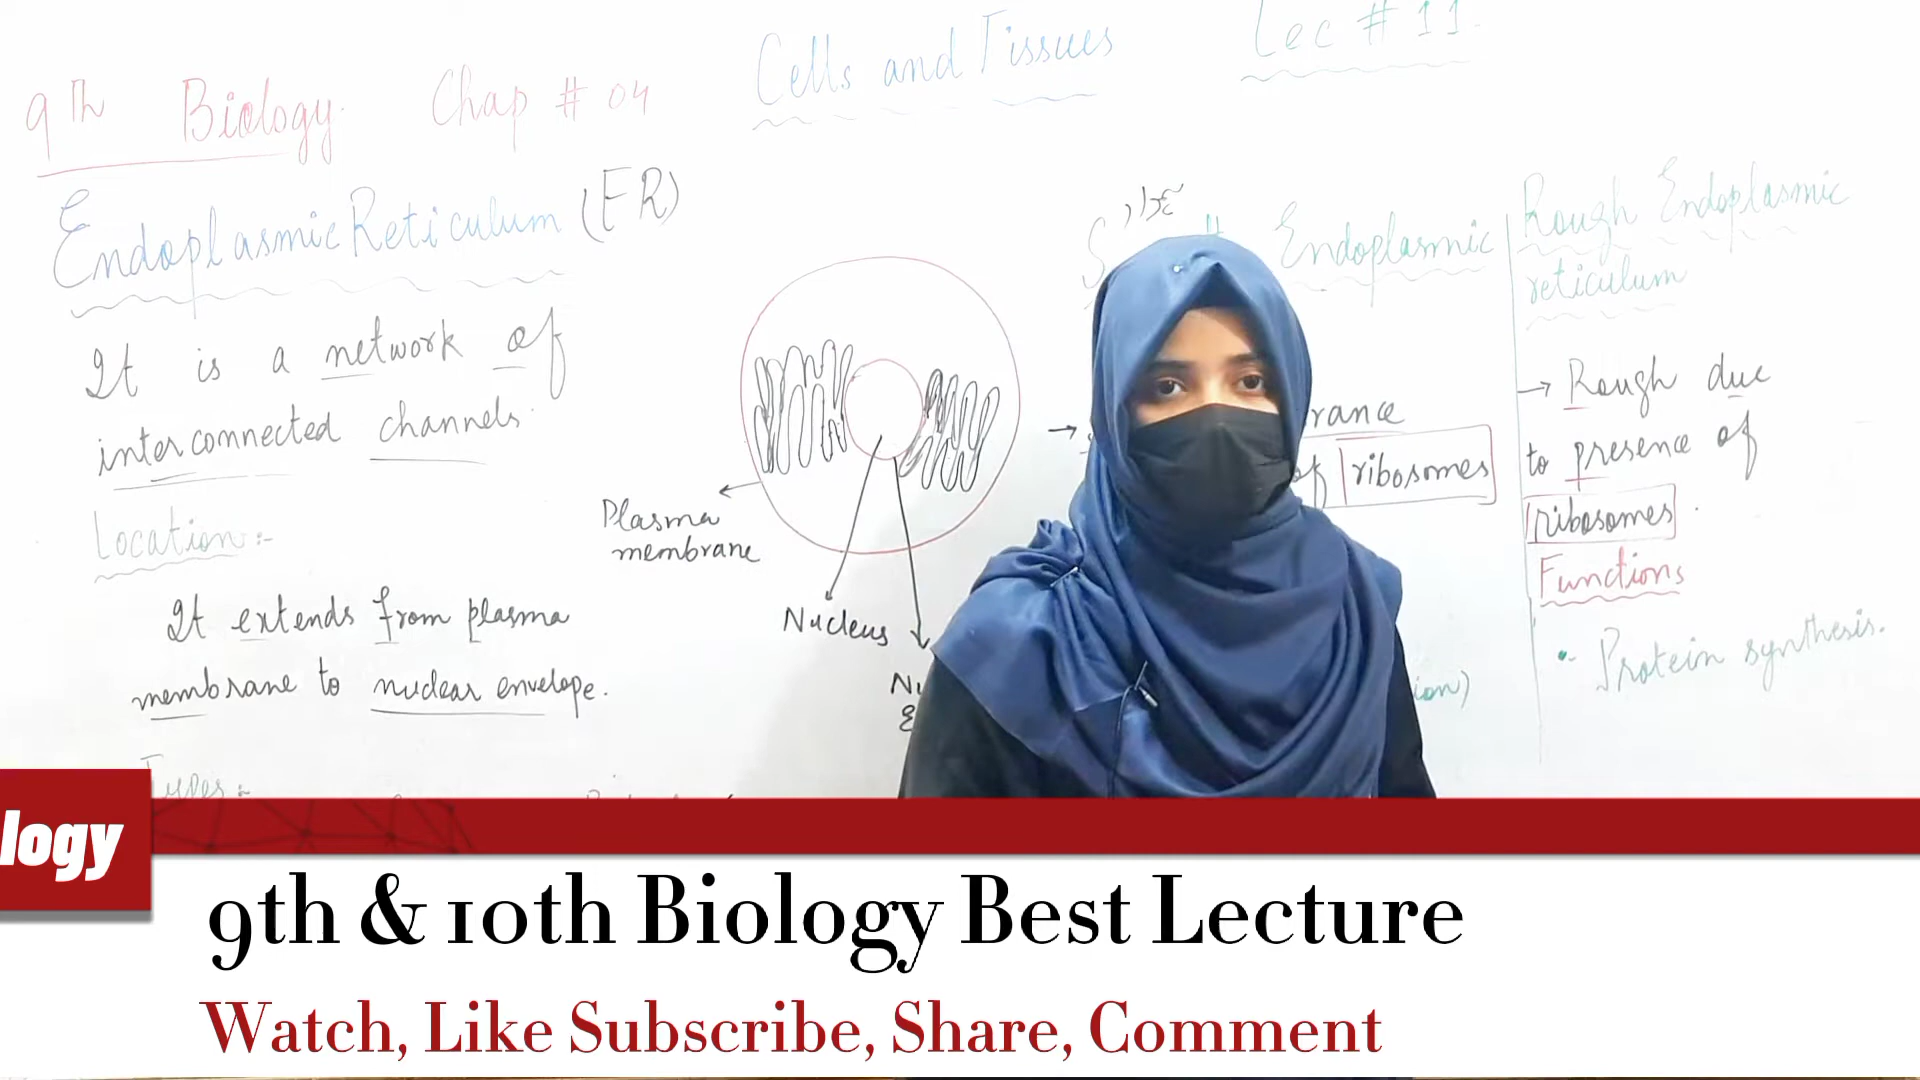 Cells and Tissues
Lec # 11.
9th Biology. Chap # 04
Endoplasmic Reticulum (ER)
It is a network of
interconnected channels.
Location:-
It extends from plasma
membrane to nuclear envelope.
Types:-
Plasma
membrane
Nucleus
Endoplasmic
ribosomes
Rough Endoplasmic
reticulum
→ Rough due
to presence of
ribosomes.
Functions
• Protein synthesis.
logy
9th & 10th Biology Best Lecture
Watch, Like Subscribe, Share, Comment